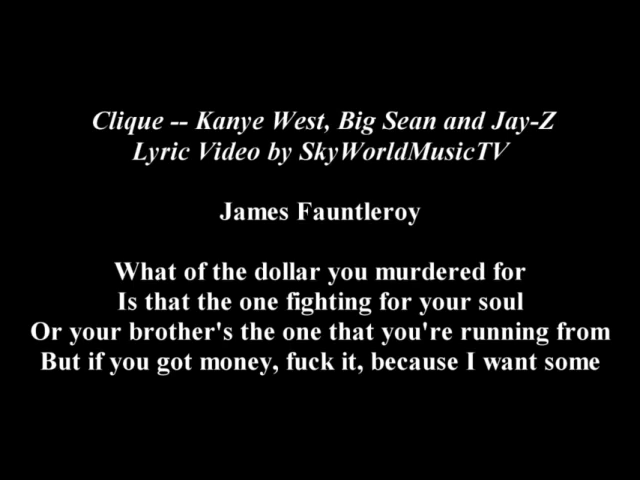 Clique -- Kanye West, Big Sean and Jay-Z
Lyric Video by SkyWorldMusicTV
James Fauntleroy
What of the dollar you murdered for
Is that the one fighting for your soul
Or your brother's the one that you're running from
But if you got money, fuck it, because I want some